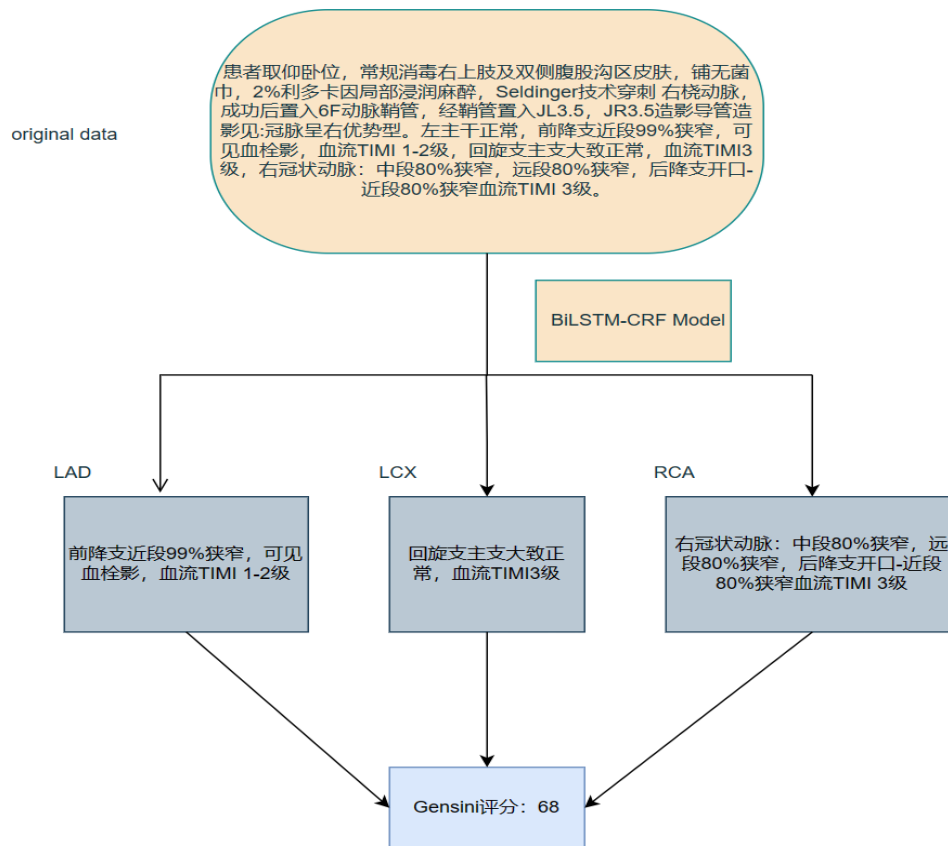 original data
患者取仰卧位，常规消毒右上肢及双侧腹股沟区皮肤，铺无菌
巾，2%利多卡因局部浸润麻醉，Seldinger技术穿刺 右桡动脉，
成功后置入6F动脉鞘管，经鞘管置入JL3.5，JR3.5造影导管造
影见:冠脉呈右优势型。左主干正常，前降支近段99%狭窄，可
见血栓影，血流TIMI 1-2级，回旋支主支大致正常，血流TIMI3
级，右冠状动脉：中段80%狭窄，远段80%狭窄，后降支开口-
近段80%狭窄血流TIMI 3级。
BiLSTM-CRF Model
LAD
LCX
RCA
前降支近段99%狭窄，可见
血栓影，血流TIMI 1-2级
回旋支主支大致正
常，血流TIMI3级
右冠状动脉：中段80%狭窄，远
段80%狭窄，后降支开口-近段
80%狭窄血流TIMI 3级
Gensini评分：68